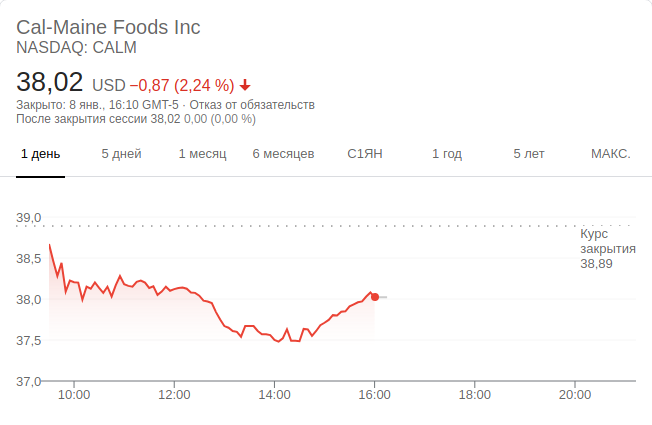 Cal-Maine Foods Inc
NASDAQ: CALM
38,02 USD −0,87 (2,24 %)
Закрыто: 8 янв., 16:10 GMT-5 · Отказ от обязательств
После закрытия сессии 38,02 0,00 (0,00 %)
1 день 5 дней 1 месяц 6 месяцев С1ЯН 1 год 5 лет МАКС.
39,0
Курс
закрытия
38,89
38,5
38,0
37,5
37,0
10:00 12:00 14:00 16:00 18:00 20:00